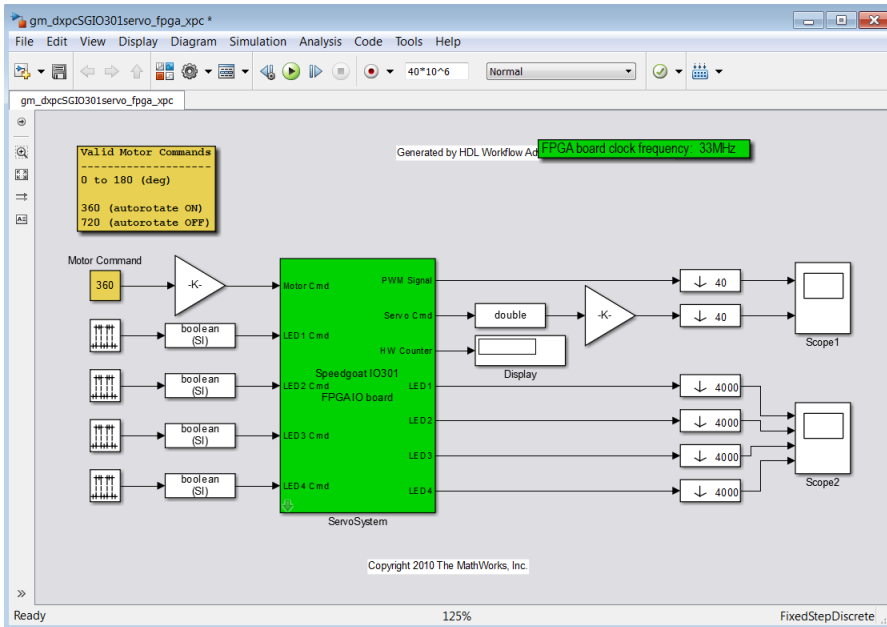 gm_dxpcSGIO301servo_fpga_xpc *
File Edit View Display Diagram Simulation Analysis Code Tools Help
40*10^6 Normal
gm_dxpcSGIO301servo_fpga_xpc
Valid Motor Commands
--------------------
0 to 180 (deg)
360 (autorotate ON)
720 (autorotate OFF)
Generated by HDL Workflow Ad
FPGA board clock frequency: 33MHz
Motor Command
360
-K-
boolean
(SI)
boolean
(SI)
boolean
(SI)
boolean
(SI)
Motor Cmd
LED1 Cmd
LED2 Cmd
LED3 Cmd
LED4 Cmd
Speedgoat IO301
FPGA IO board
PWM Signal
Servo Cmd
HW Counter
LED1
LED2
LED3
LED4
ServoSystem
double
-K-
Display
40
40
4000
4000
4000
4000
Scope1
Scope2
Copyright 2010 The MathWorks, Inc.
Ready 125% FixedStepDiscrete